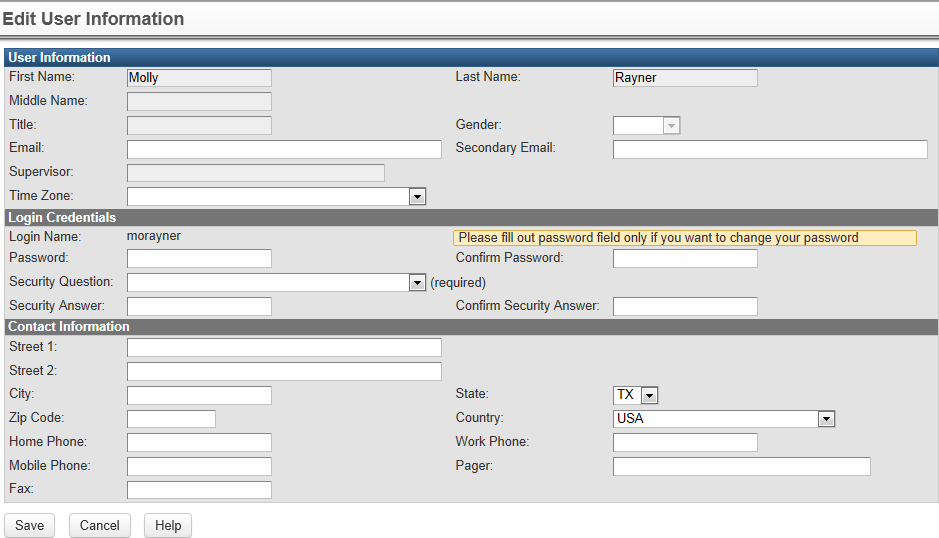 Edit User Information
User Information
First Name: Molly Last Name: Rayner
Middle Name:
Title: Gender:
Email: Secondary Email:
Supervisor:
Time Zone:
Login Credentials
Login Name: morayner Please fill out password field only if you want to change your password
Password: Confirm Password:
Security Question: (required)
Security Answer: Confirm Security Answer:
Contact Information
Street 1:
Street 2:
City: State: TX
Zip Code: Country: USA
Home Phone: Work Phone:
Mobile Phone: Pager:
Fax:
Save Cancel Help